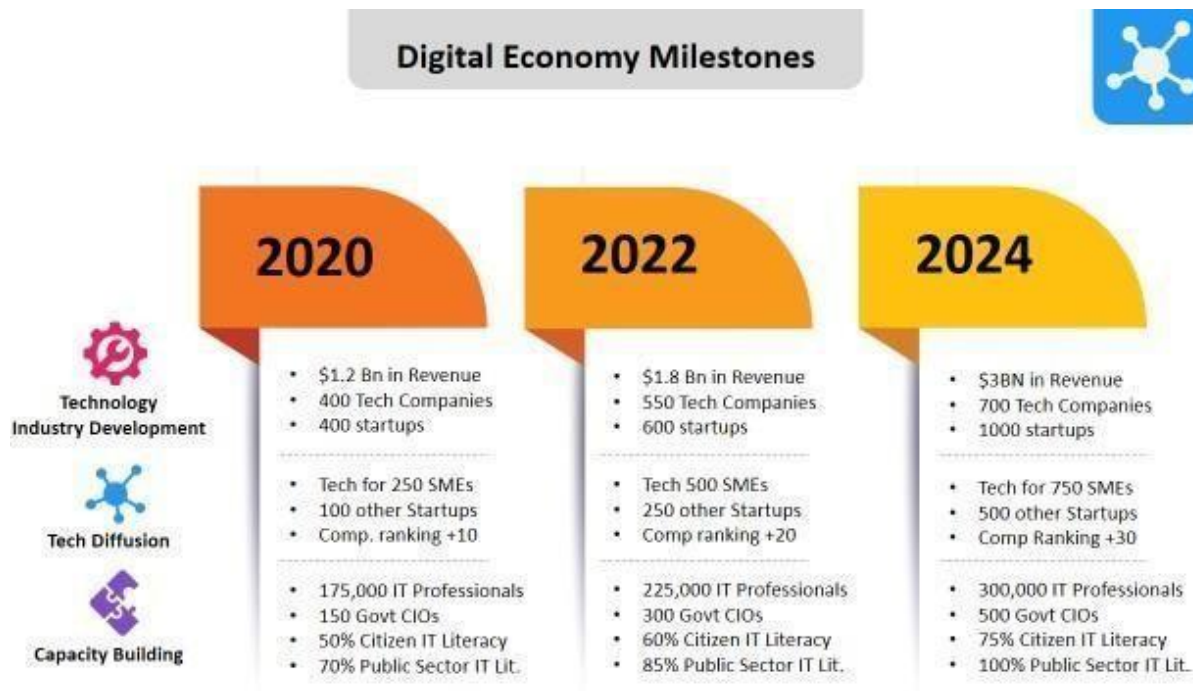 Digital Economy Milestones
2020
2022
2024
Technology
Industry Development
• $1.2 Bn in Revenue
• 400 Tech Companies
• 400 startups
• $1.8 Bn in Revenue
• 550 Tech Companies
• 600 startups
• $3BN in Revenue
• 700 Tech Companies
• 1000 startups
Tech Diffusion
• Tech for 250 SMEs
• 100 other Startups
• Comp. ranking +10
• Tech 500 SMEs
• 250 other Startups
• Comp ranking +20
• Tech for 750 SMEs
• 500 other Startups
• Comp Ranking +30
Capacity Building
• 175,000 IT Professionals
• 150 Govt CIOs
• 50% Citizen IT Literacy
• 70% Public Sector IT Lit.
• 225,000 IT Professionals
• 300 Govt CIOs
• 60% Citizen IT Literacy
• 85% Public Sector IT Lit.
• 300,000 IT Professionals
• 500 Govt CIOs
• 75% Citizen IT Literacy
• 100% Public Sector IT Lit.